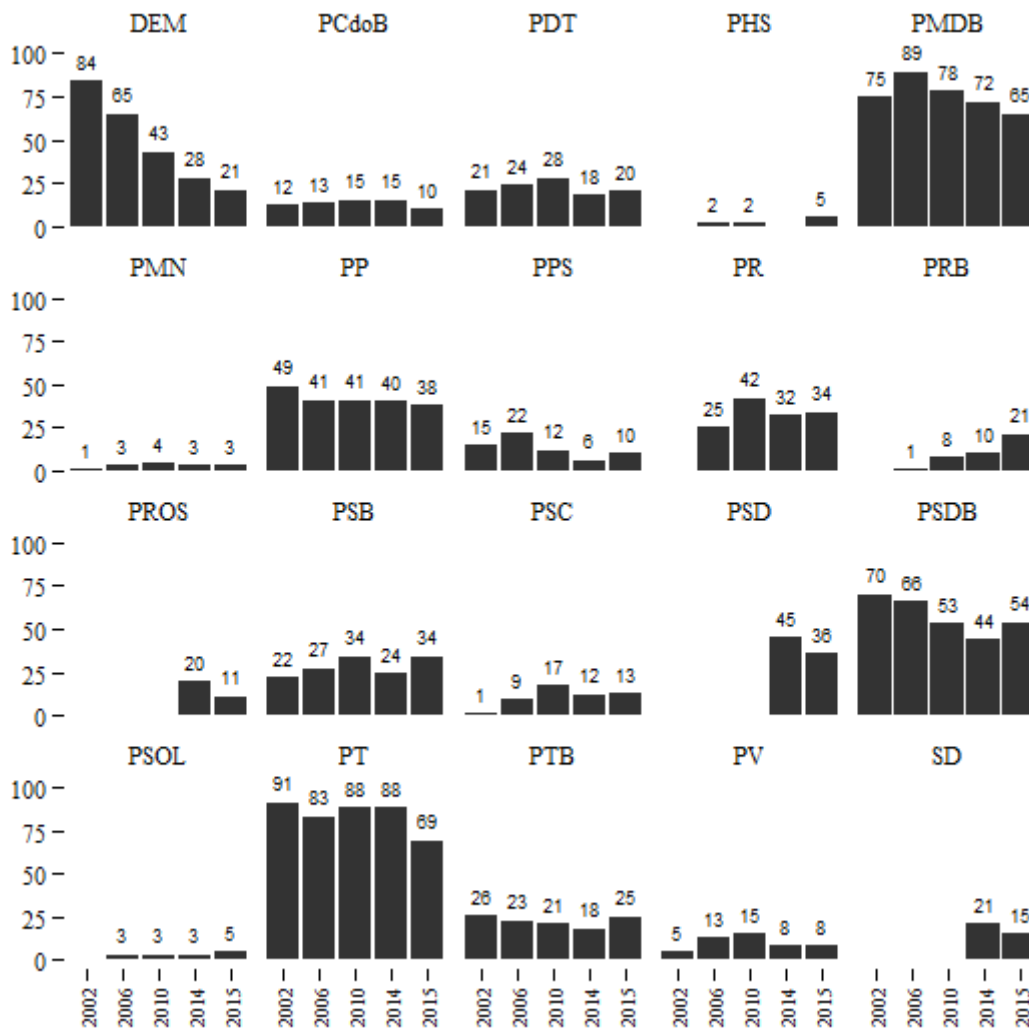 DEM PCdoB PDT PHS PMDB
100 84 75 89 78 72 65
75 65
50 43
25 28 21 12 13 15 15 10 21 24 28 18 20 2 2 5
0
PMN PP PPS PR PRB
100
75
50 49 41 41 40 38 25 42 32 34
25 15 22 12 6 10 1 8 10 21
0 1 3 4 3 3
PROS PSB PSC PSD PSDB
100
75 70 66 53 44 54
50 45 36
25 20 11 22 27 34 24 34 1 9 17 12 13
0
PSOL PT PTB PV SD
100 91 83 88 88 69
75
50
25 26 23 21 18 25 5 13 15 8 8 21 15
0 3 3 3 5
2002 2006 2010 2014 2015 2002 2006 2010 2014 2015 2002 2006 2010 2014 2015 2002 2006 2010 2014 2015 2002 2006 2010 2014 2015